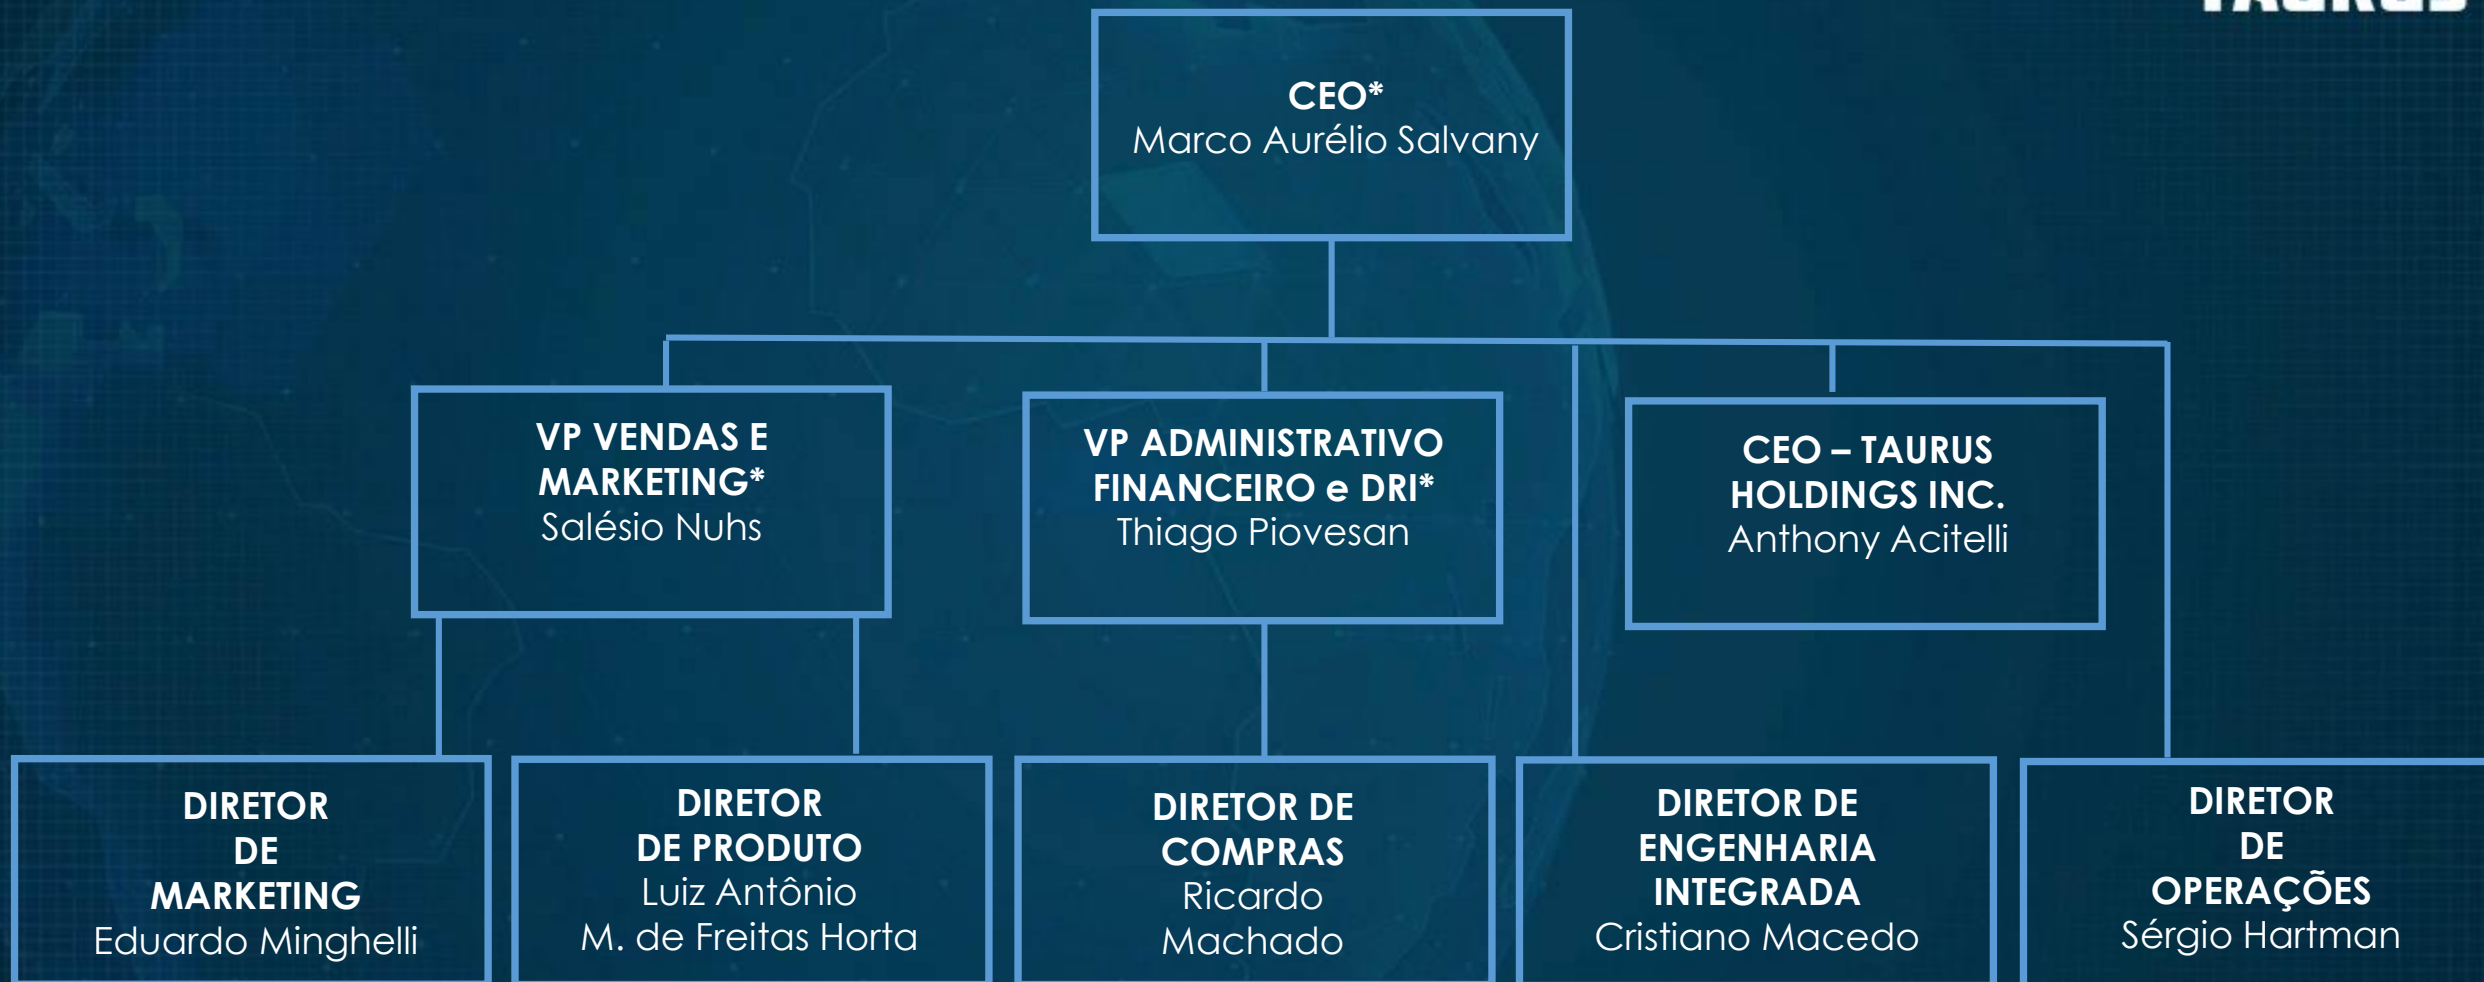 TAURUS
CEO*
Marco Aurélio Salvany
VP VENDAS E
MARKETING*
Salésio Nuhs
VP ADMINISTRATIVO
FINANCEIRO e DRI*
Thiago Piovesan
CEO – TAURUS
HOLDINGS INC.
Anthony Acitelli
DIRETOR
DE
MARKETING
Eduardo Minghelli
DIRETOR
DE PRODUTO
Luiz Antônio
M. de Freitas Horta
DIRETOR DE
COMPRAS
Ricardo
Machado
DIRETOR DE
ENGENHARIA
INTEGRADA
Cristiano Macedo
DIRETOR
DE
OPERAÇÕES
Sérgio Hartman